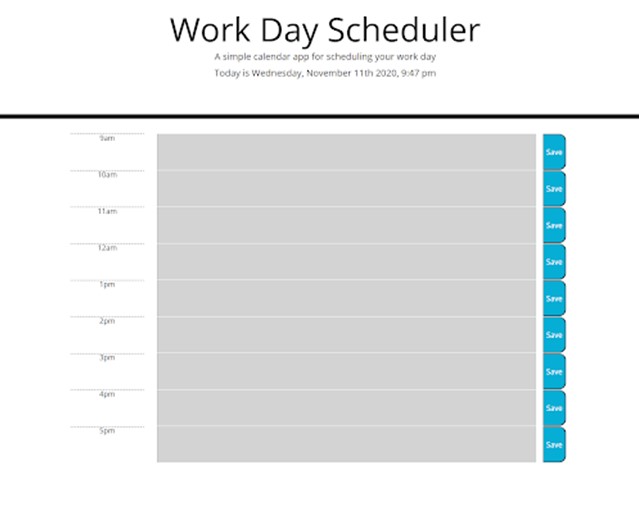 Work Day Scheduler
A simple calendar app for scheduling your work day
Today is Wednesday, November 11th 2020, 9:47 pm
9am
Save
10am
Save
11am
Save
12am
Save
1pm
Save
2pm
Save
3pm
Save
4pm
Save
5pm
Save